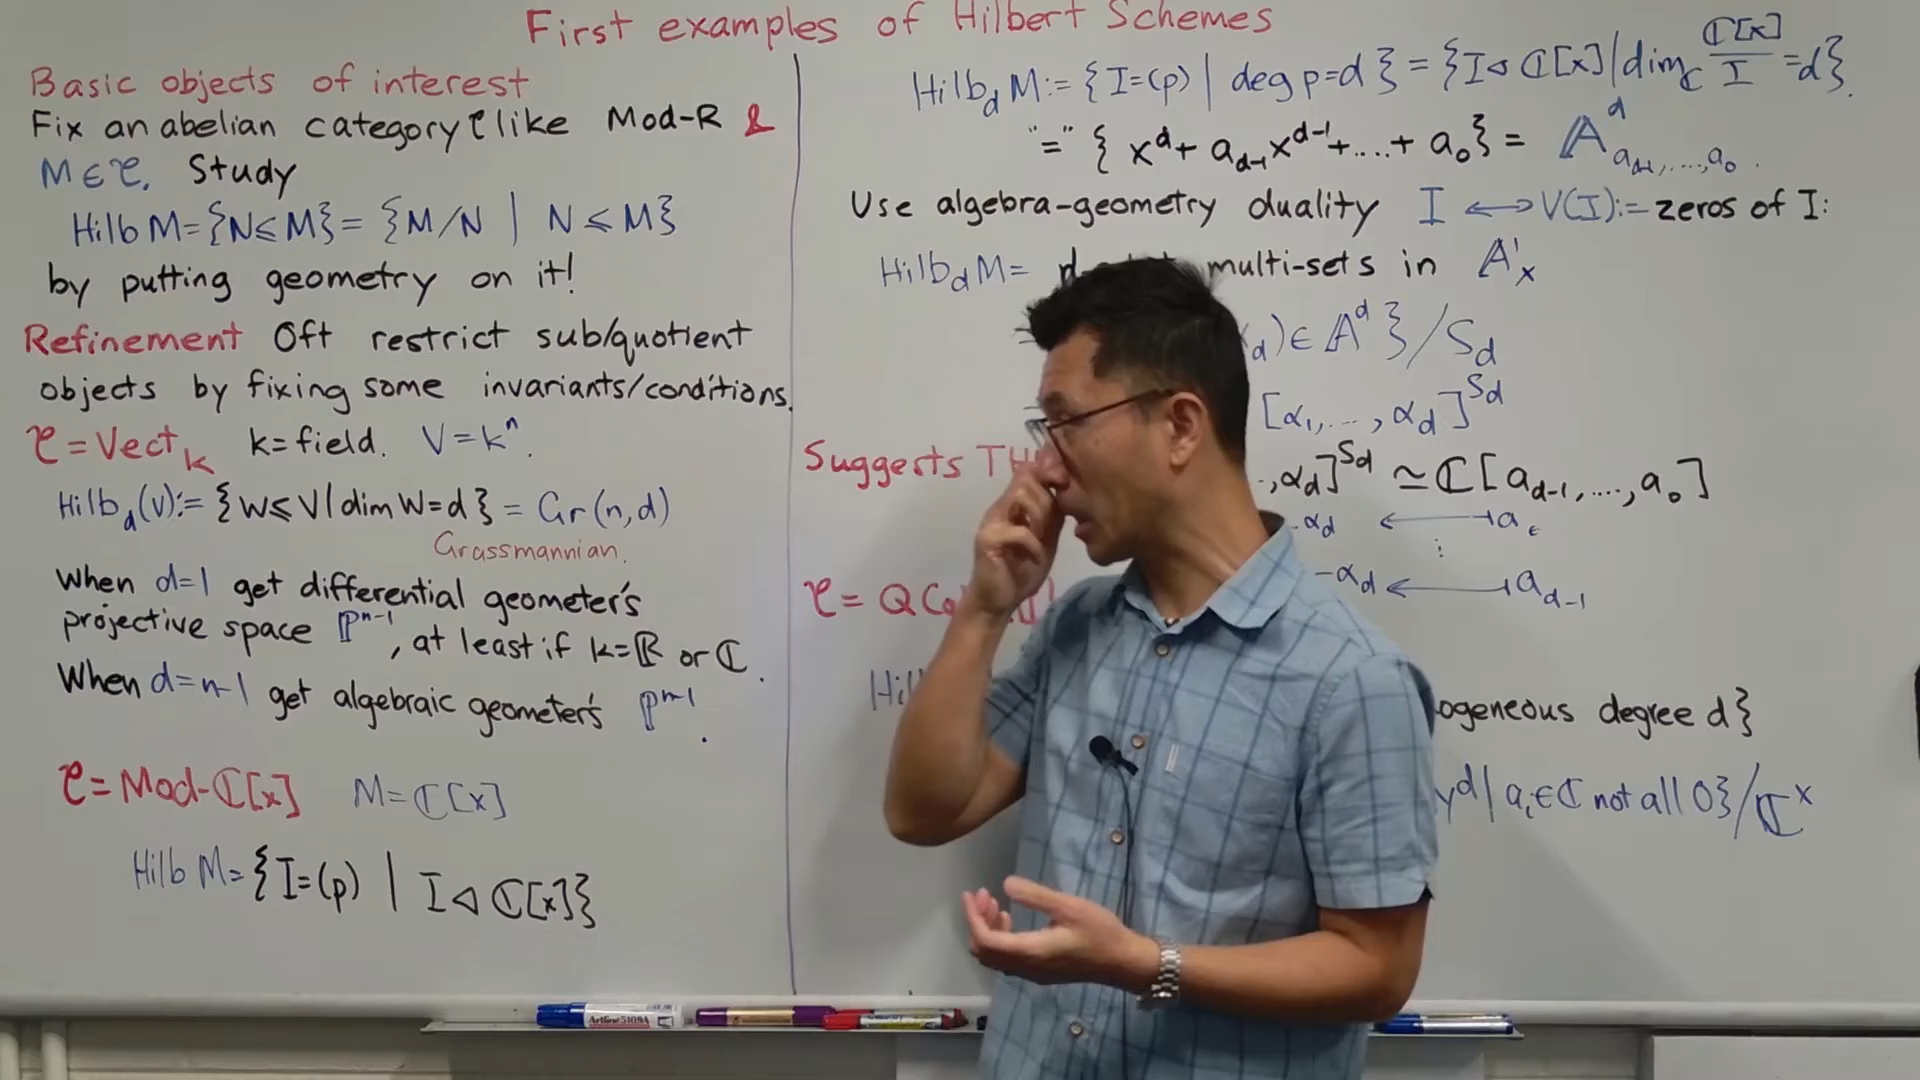 First examples of Hilbert Schemes
Basic objects of interest
Fix an abelian category 𝒞 like Mod-R &
M ∈ 𝒞. Study
Hilb M = {N ≤ M} = {M/N | N ≤ M}
by putting geometry on it!
Refinement Oft restrict sub/quotient
objects by fixing some invariants/conditions.
𝒞 = Vect_k k = field. V = k^n.
Hilb_d(V) := {W ≤ V | dim W = d} = Gr(n,d)
Grassmannian.
When d=1 get differential geometer's
projective space ℙ^{n-1}, at least if k=ℝ or ℂ.
When d=n-1 get algebraic geometer's ℙ^{n-1}.
𝒞 = Mod-ℂ[x] M = ℂ[x]
Hilb M = {I=(p) | I ◁ ℂ[x]}
Hilb_d M := {I=(p) | deg p=d} = {I ◁ ℂ[x] | dim_ℂ ℂ[x]/I = d}.
"=" {x^d + a_{d-1}x^{d-1} + .... + a_0} = 𝔸^d_{a_{d-1},...,a_0}.
Use algebra-geometry duality I ↔ V(I) := zeros of I:
Hilb_d M = multi-sets in 𝔸^1_x
_d) ∈ 𝔸^d}/S_d
[α_1, ..., α_d]^{S_d}
Suggests
,α_d]^{S_d} ≃ ℂ[a_{d-1}, ...., a_0]
α_d ⟵ a
⋮
-α_d ⟵ a_{d-1}
𝒞 = QCo
Hil
ogeneous degree d}
y^d | a_i ∈ ℂ not all 0}/ℂ^×
Artline 5109A